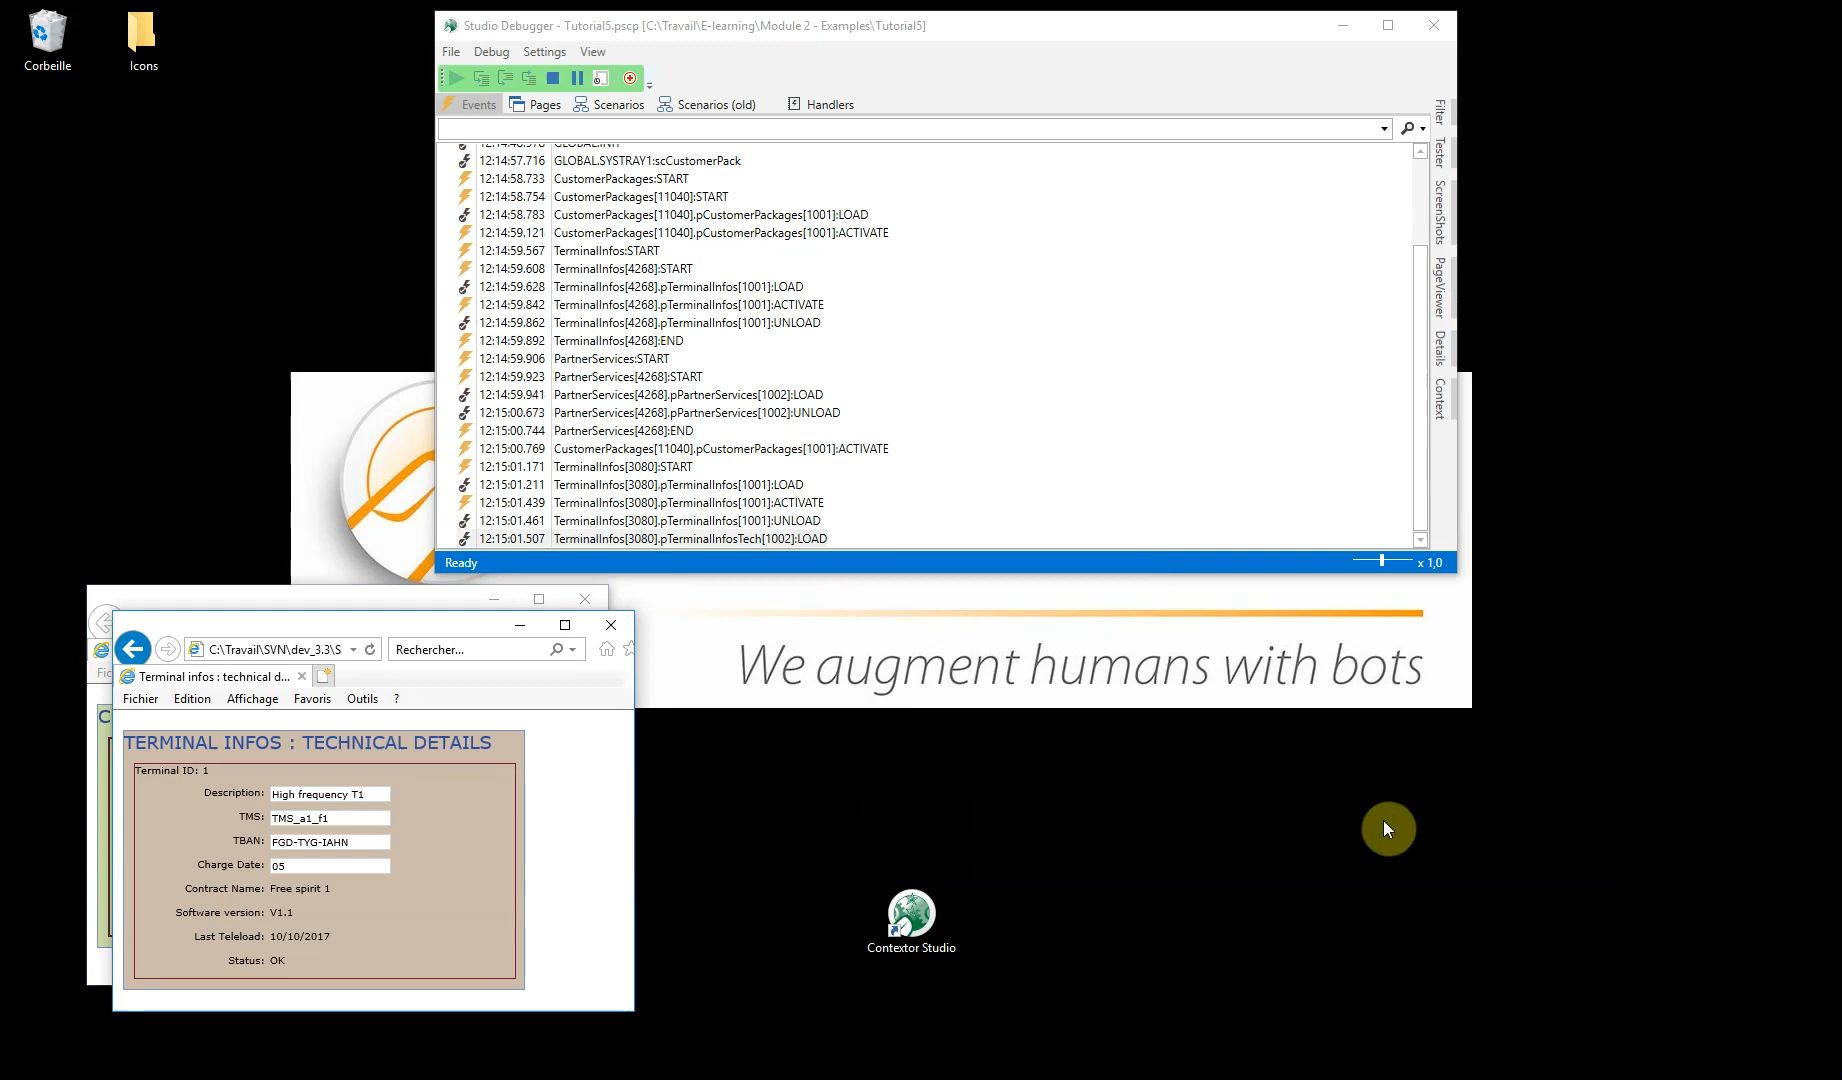 Corbeille
Icons
Studio Debugger - Tutorial5.pscp [C:\Travail\E-learning\Module 2 - Examples\Tutorial5]
File Debug Settings View
Events Pages Scenarios Scenarios (old) Handlers
GLOBAL:INIT
12:14:57.716 GLOBAL.SYSTRAY1:scCustomerPack
12:14:58.733 CustomerPackages:START
12:14:58.754 CustomerPackages[11040]:START
12:14:58.783 CustomerPackages[11040].pCustomerPackages[1001]:LOAD
12:14:59.121 CustomerPackages[11040].pCustomerPackages[1001]:ACTIVATE
12:14:59.567 TerminalInfos:START
12:14:59.608 TerminalInfos[4268]:START
12:14:59.628 TerminalInfos[4268].pTerminalInfos[1001]:LOAD
12:14:59.842 TerminalInfos[4268].pTerminalInfos[1001]:ACTIVATE
12:14:59.862 TerminalInfos[4268].pTerminalInfos[1001]:UNLOAD
12:14:59.892 TerminalInfos[4268]:END
12:14:59.906 PartnerServices:START
12:14:59.923 PartnerServices[4268]:START
12:14:59.941 PartnerServices[4268].pPartnerServices[1002]:LOAD
12:15:00.673 PartnerServices[4268].pPartnerServices[1002]:UNLOAD
12:15:00.744 PartnerServices[4268]:END
12:15:00.769 CustomerPackages[11040].pCustomerPackages[1001]:ACTIVATE
12:15:01.171 TerminalInfos[3080]:START
12:15:01.211 TerminalInfos[3080].pTerminalInfos[1001]:LOAD
12:15:01.439 TerminalInfos[3080].pTerminalInfos[1001]:ACTIVATE
12:15:01.461 TerminalInfos[3080].pTerminalInfos[1001]:UNLOAD
12:15:01.507 TerminalInfos[3080].pTerminalInfosTech[1002]:LOAD
Filter
Tester
ScreenShots
PageViewer
Details
Context
Ready x 1,0
We augment humans with bots
Fic
C
C:\Travail\SVN\dev_3.3\S Rechercher...
Terminal infos : technical d...
Fichier Edition Affichage Favoris Outils ?
TERMINAL INFOS : TECHNICAL DETAILS
Terminal ID: 1
Description: High frequency T1
TMS: TMS_a1_f1
TBAN: FGD-TYG-IAHN
Charge Date: 05
Contract Name: Free spirit 1
Software version: V1.1
Last Teleload: 10/10/2017
Status: OK
Contextor Studio